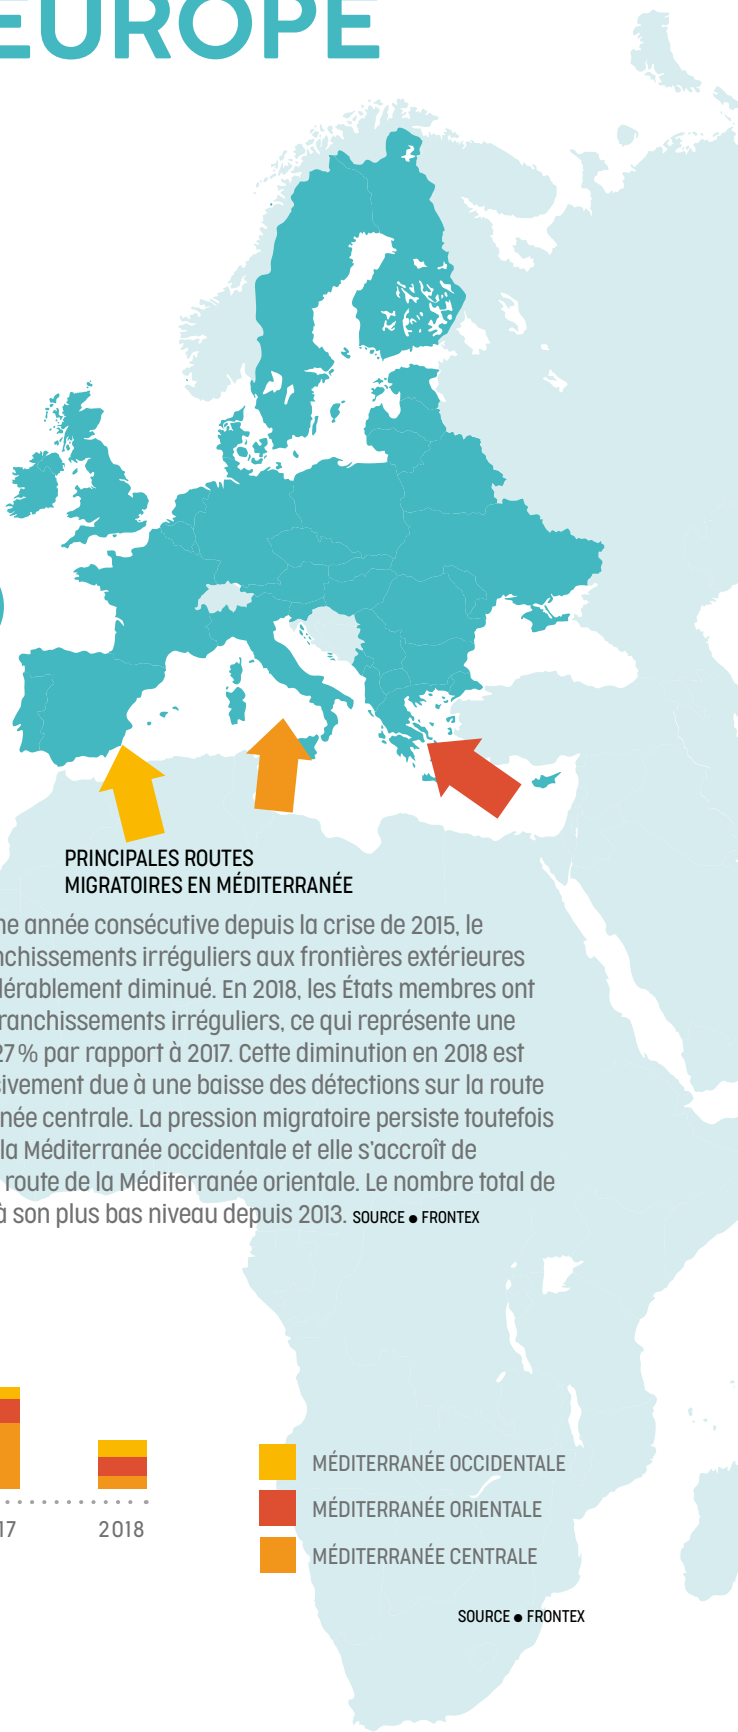 EUROPE
PRINCIPALES ROUTES
MIGRATOIRES EN MÉDITERRANÉE
me année consécutive depuis la crise de 2015, le
nchissements irréguliers aux frontières extérieures
dérablement diminué. En 2018, les États membres ont
franchissements irréguliers, ce qui représente une
27 % par rapport à 2017. Cette diminution en 2018 est
sivement due à une baisse des détections sur la route
née centrale. La pression migratoire persiste toutefois
la Méditerranée occidentale et elle s'accroît de
route de la Méditerranée orientale. Le nombre total de
à son plus bas niveau depuis 2013. SOURCE ● FRONTEX
17 2018
MÉDITERRANÉE OCCIDENTALE
MÉDITERRANÉE ORIENTALE
MÉDITERRANÉE CENTRALE
SOURCE ● FRONTEX